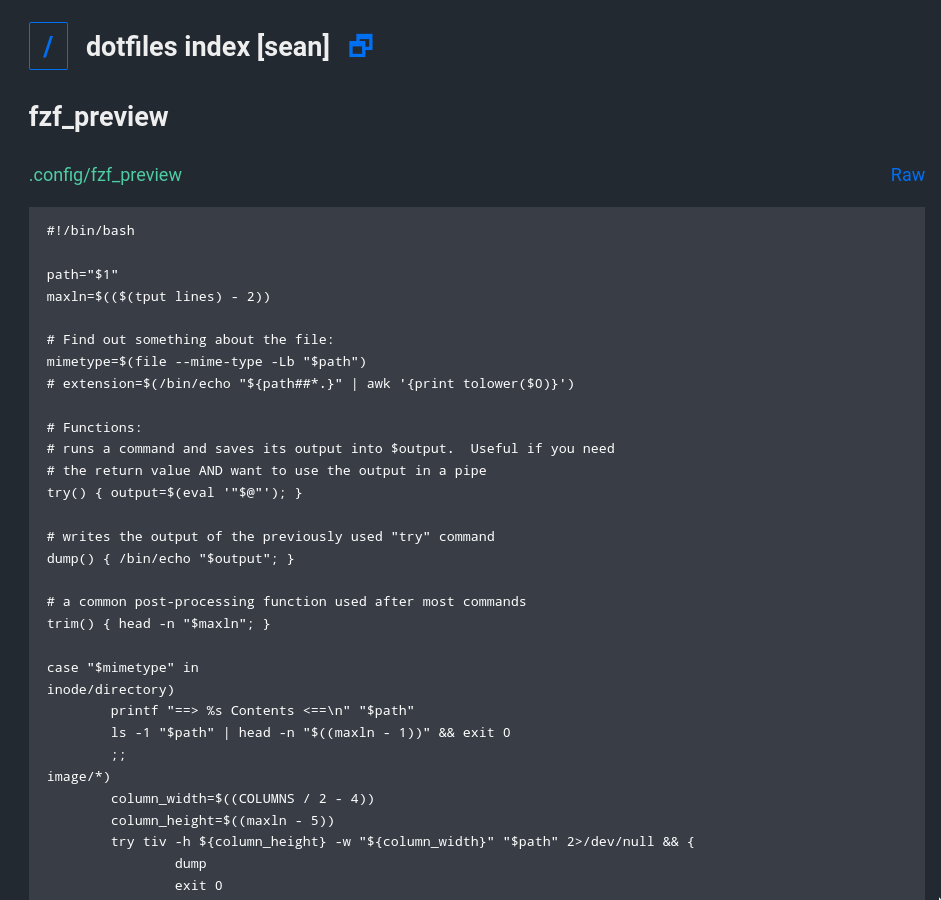 / dotfiles index [sean]
fzf_preview
.config/fzf_preview Raw
#!/bin/bash
path="$1"
maxln=$(($(tput lines) - 2))
# Find out something about the file:
mimetype=$(file --mime-type -Lb "$path")
# extension=$(/bin/echo "${path##*.}" | awk '{print tolower($0)}')
# Functions:
# runs a command and saves its output into $output.  Useful if you need
# the return value AND want to use the output in a pipe
try() { output=$(eval '"$@"'); }
# writes the output of the previously used "try" command
dump() { /bin/echo "$output"; }
# a common post-processing function used after most commands
trim() { head -n "$maxln"; }
case "$mimetype" in
inode/directory)
        printf "==> %s Contents <==\n" "$path"
        ls -1 "$path" | head -n "$((maxln - 1))" && exit 0
        ;;
image/*)
        column_width=$((COLUMNS / 2 - 4))
        column_height=$((maxln - 5))
        try tiv -h ${column_height} -w "${column_width}" "$path" 2>/dev/null && {
                dump
                exit 0